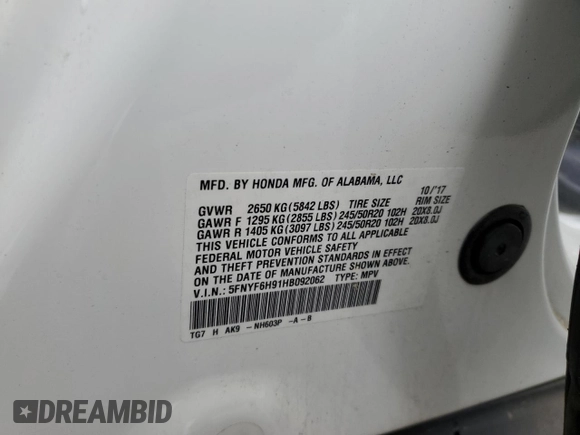 MFD. BY HONDA MFG. OF ALABAMA, LLC 10/'17
GVWR 2650 KG (5842 LBS) TIRE SIZE RIM SIZE
GAWR F 1295 KG (2855 LBS) 245/50R20 102H 20X8.0J
GAWR R 1405 KG (3097 LBS) 245/50R20 102H 20X8.0J
THIS VEHICLE CONFORMS TO ALL APPLICABLE
FEDERAL MOTOR VEHICLE SAFETY
AND THEFT PREVENTION STANDARDS IN EFFECT
ON THE DATE OF MANUFACTURE SHOWN ABOVE.
V.I.N.: 5FNYF6H91HB092062 TYPE: MPV
TG7 H AK9 - NH603P -A -B
DREAMBID